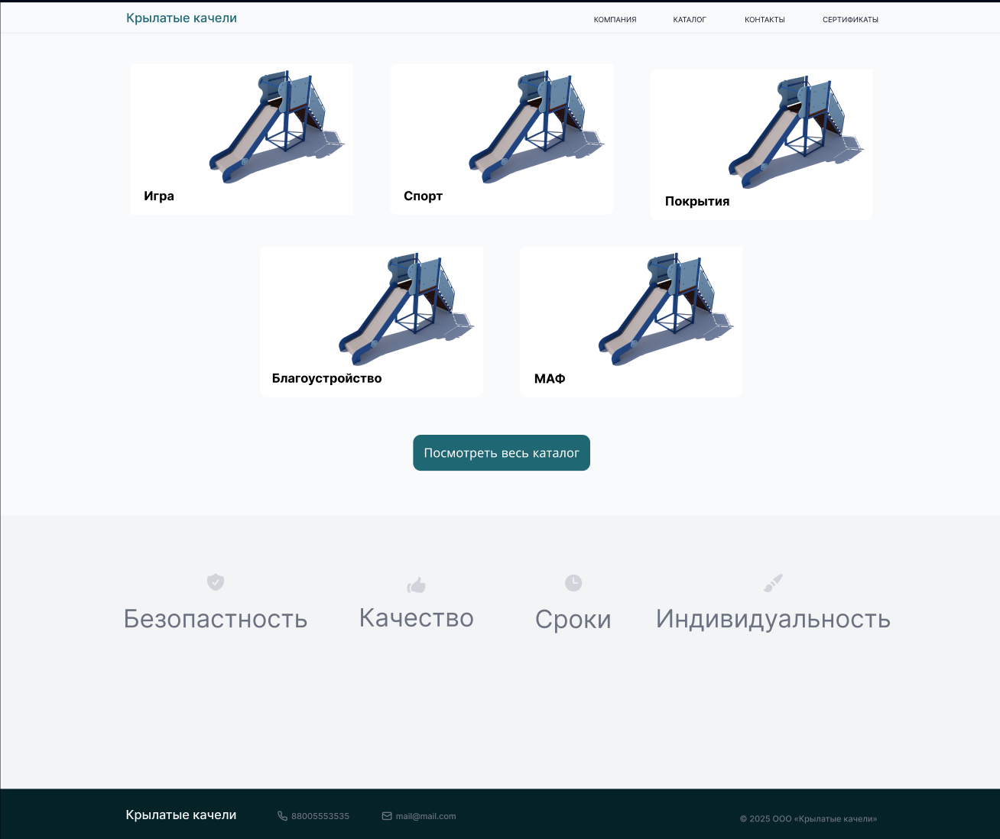 Крылатые качели
КОМПАНИЯ КАТАЛОГ КОНТАКТЫ СЕРТИФИКАТЫ
Игра
Спорт
Покрытия
Благоустройство
МАФ
Посмотреть весь каталог
Безопастность
Качество
Сроки
Индивидуальность
Крылатые качели
88005553535
mail@mail.com
© 2025 ООО «Крылатые качели»